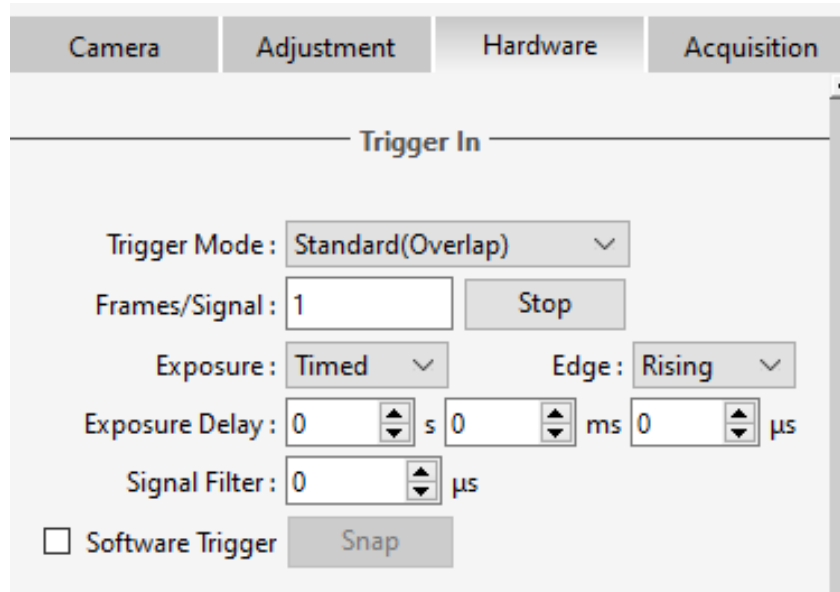 Camera Adjustment Hardware Acquisition
Trigger In
Trigger Mode : Standard(Overlap)
Frames/Signal : 1 Stop
Exposure : Timed Edge : Rising
Exposure Delay : 0 s 0 ms 0 µs
Signal Filter : 0 µs
Software Trigger Snap